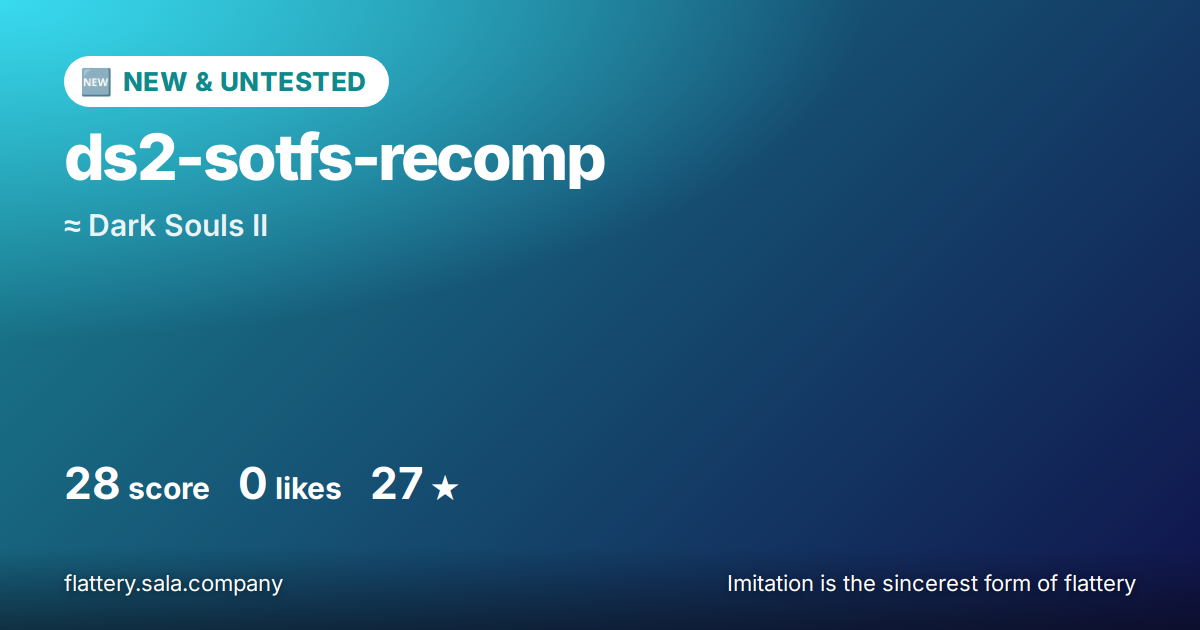 🆕 NEW & UNTESTED
ds2-sotfs-recomp
≈ Dark Souls II
28 score 0 likes 27 ★
flattery.sala.company
Imitation is the sincerest form of flattery